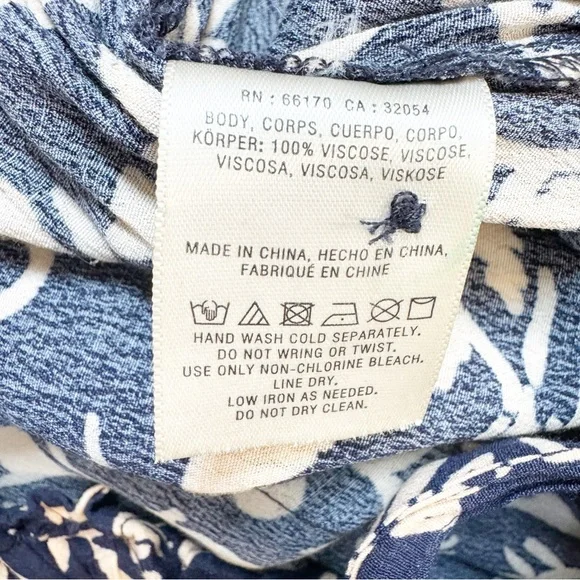 RN : 66170 CA : 32054
BODY, CORPS, CUERPO, CORPO,
KÖRPER: 100% VISCOSE, VISCOSE,
VISCOSA, VISCOSA, VISKOSE
MADE IN CHINA, HECHO EN CHINA,
FABRIQUÉ EN CHINE
HAND WASH COLD SEPARATELY.
DO NOT WRING OR TWIST.
USE ONLY NON-CHLORINE BLEACH.
LINE DRY.
LOW IRON AS NEEDED.
DO NOT DRY CLEAN.